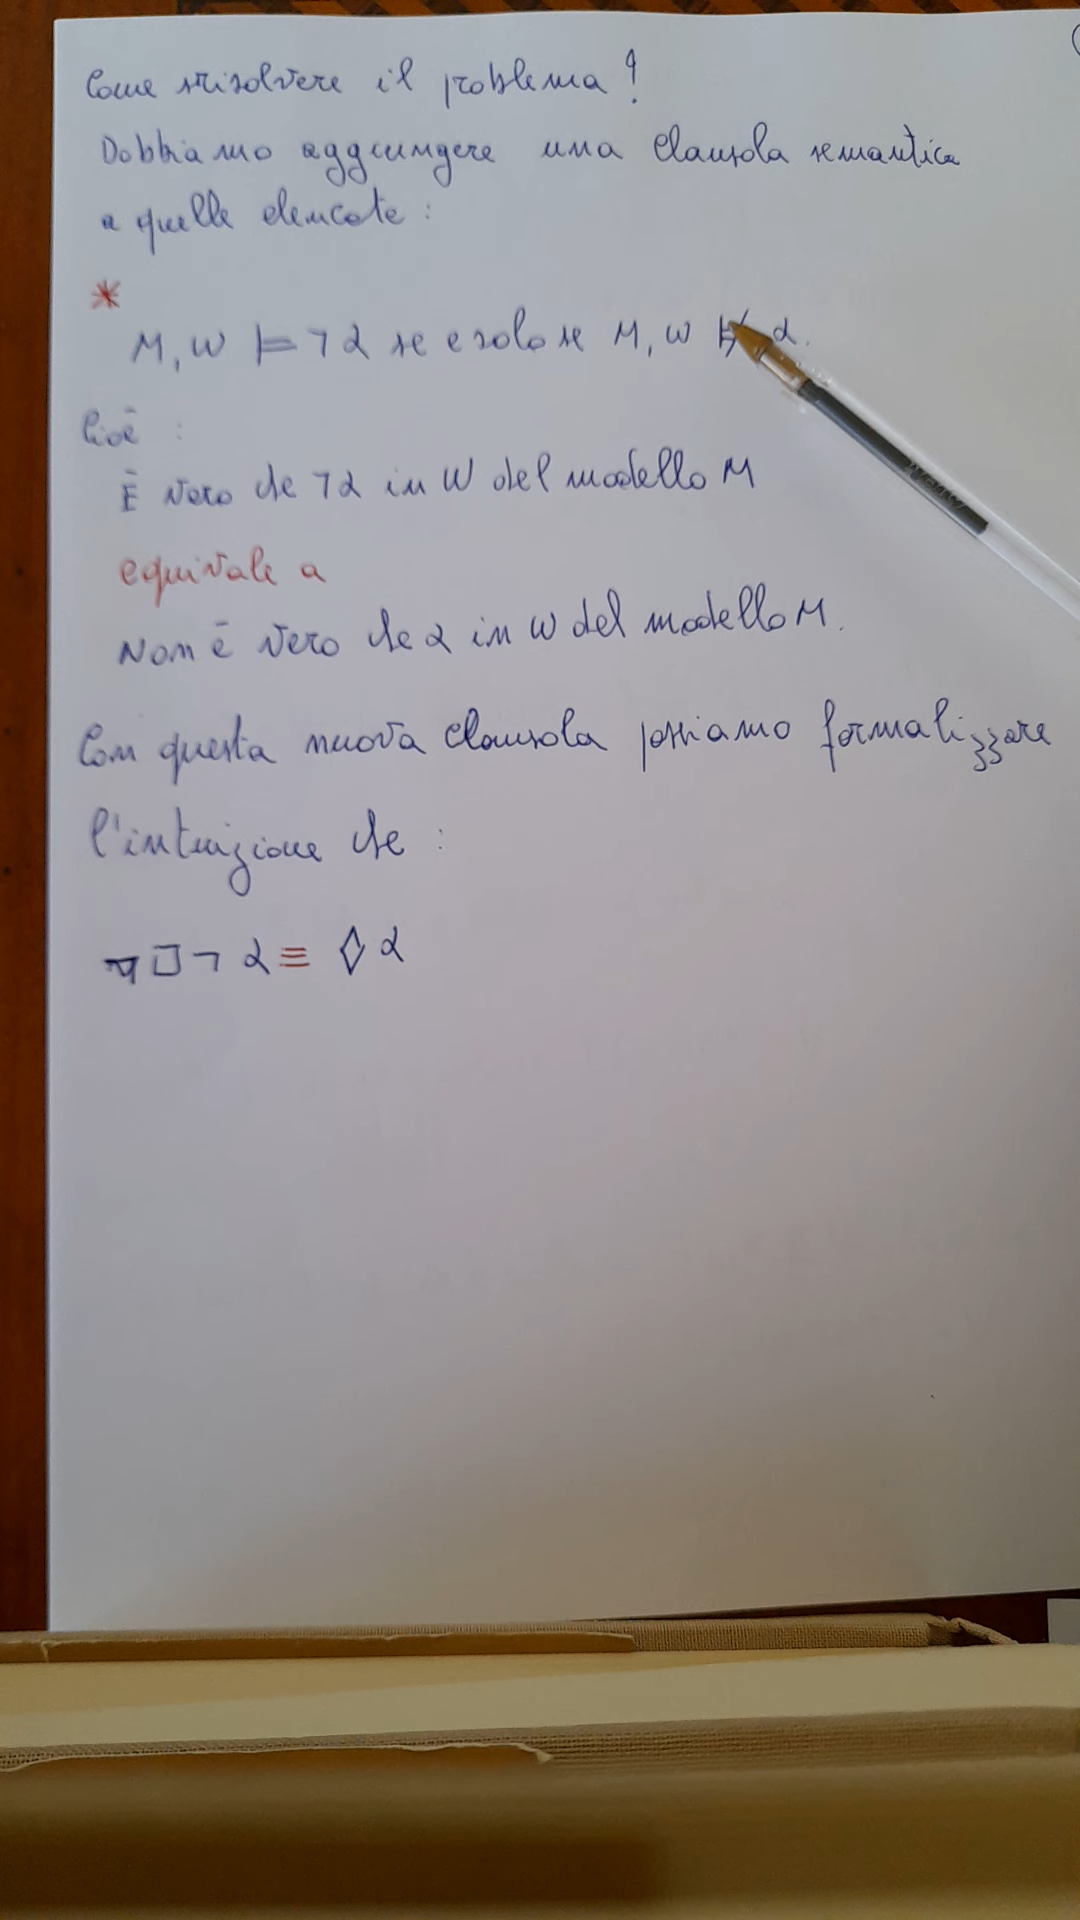 Come risolvere il problema?
Dobbiamo aggiungere una clausola semantica
a quelle elencate :
*
M, W ⊨ ¬α se e solo se M, W ⊭ α.
Cioè :
È vero che ¬α in W del modello M
equivale a
Non è vero che α in W del modello M.
Con questa nuova clausola possiamo formalizzare
l'intuizione che :
¬□¬α ≡ ◊α